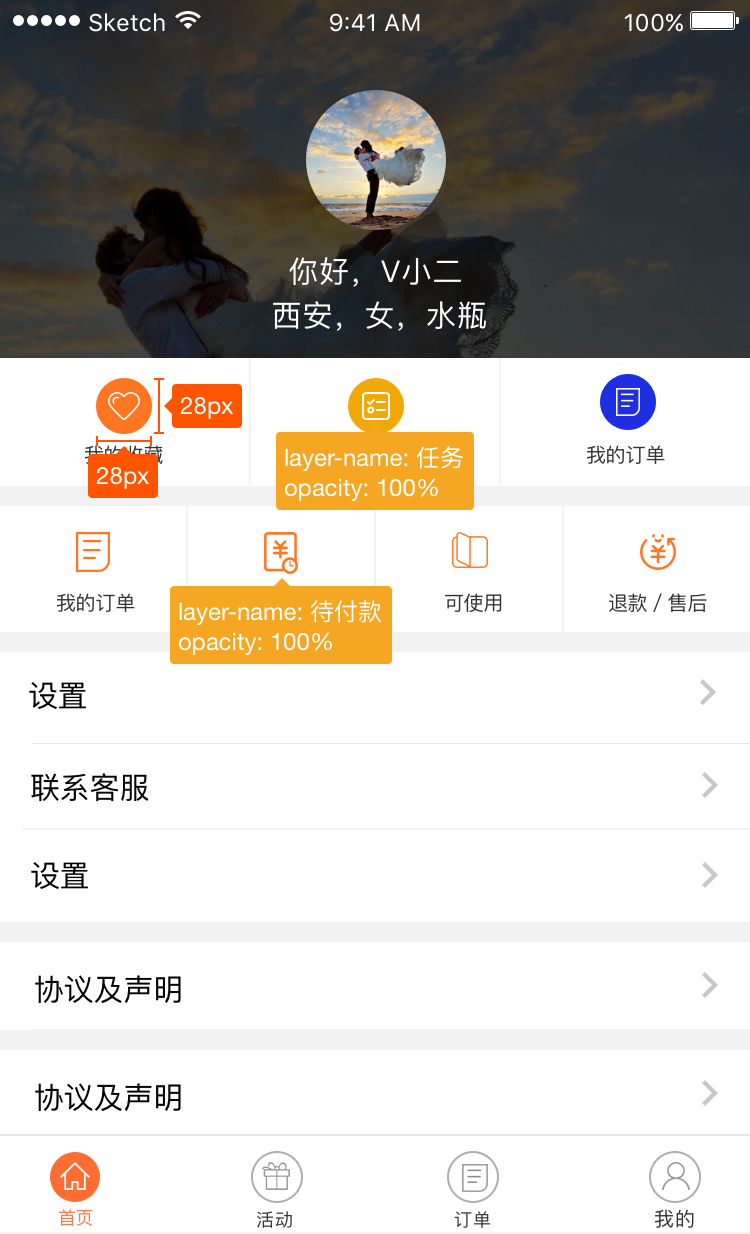 Sketch 9:41 AM 100%
你好，V小二
西安，女，水瓶
28px
我的收藏
28px
layer-name: 任务
opacity: 100%
我的订单
我的订单
layer-name: 待付款
opacity: 100%
可使用
退款 / 售后
设置
联系客服
设置
协议及声明
协议及声明
首页
活动
订单
我的